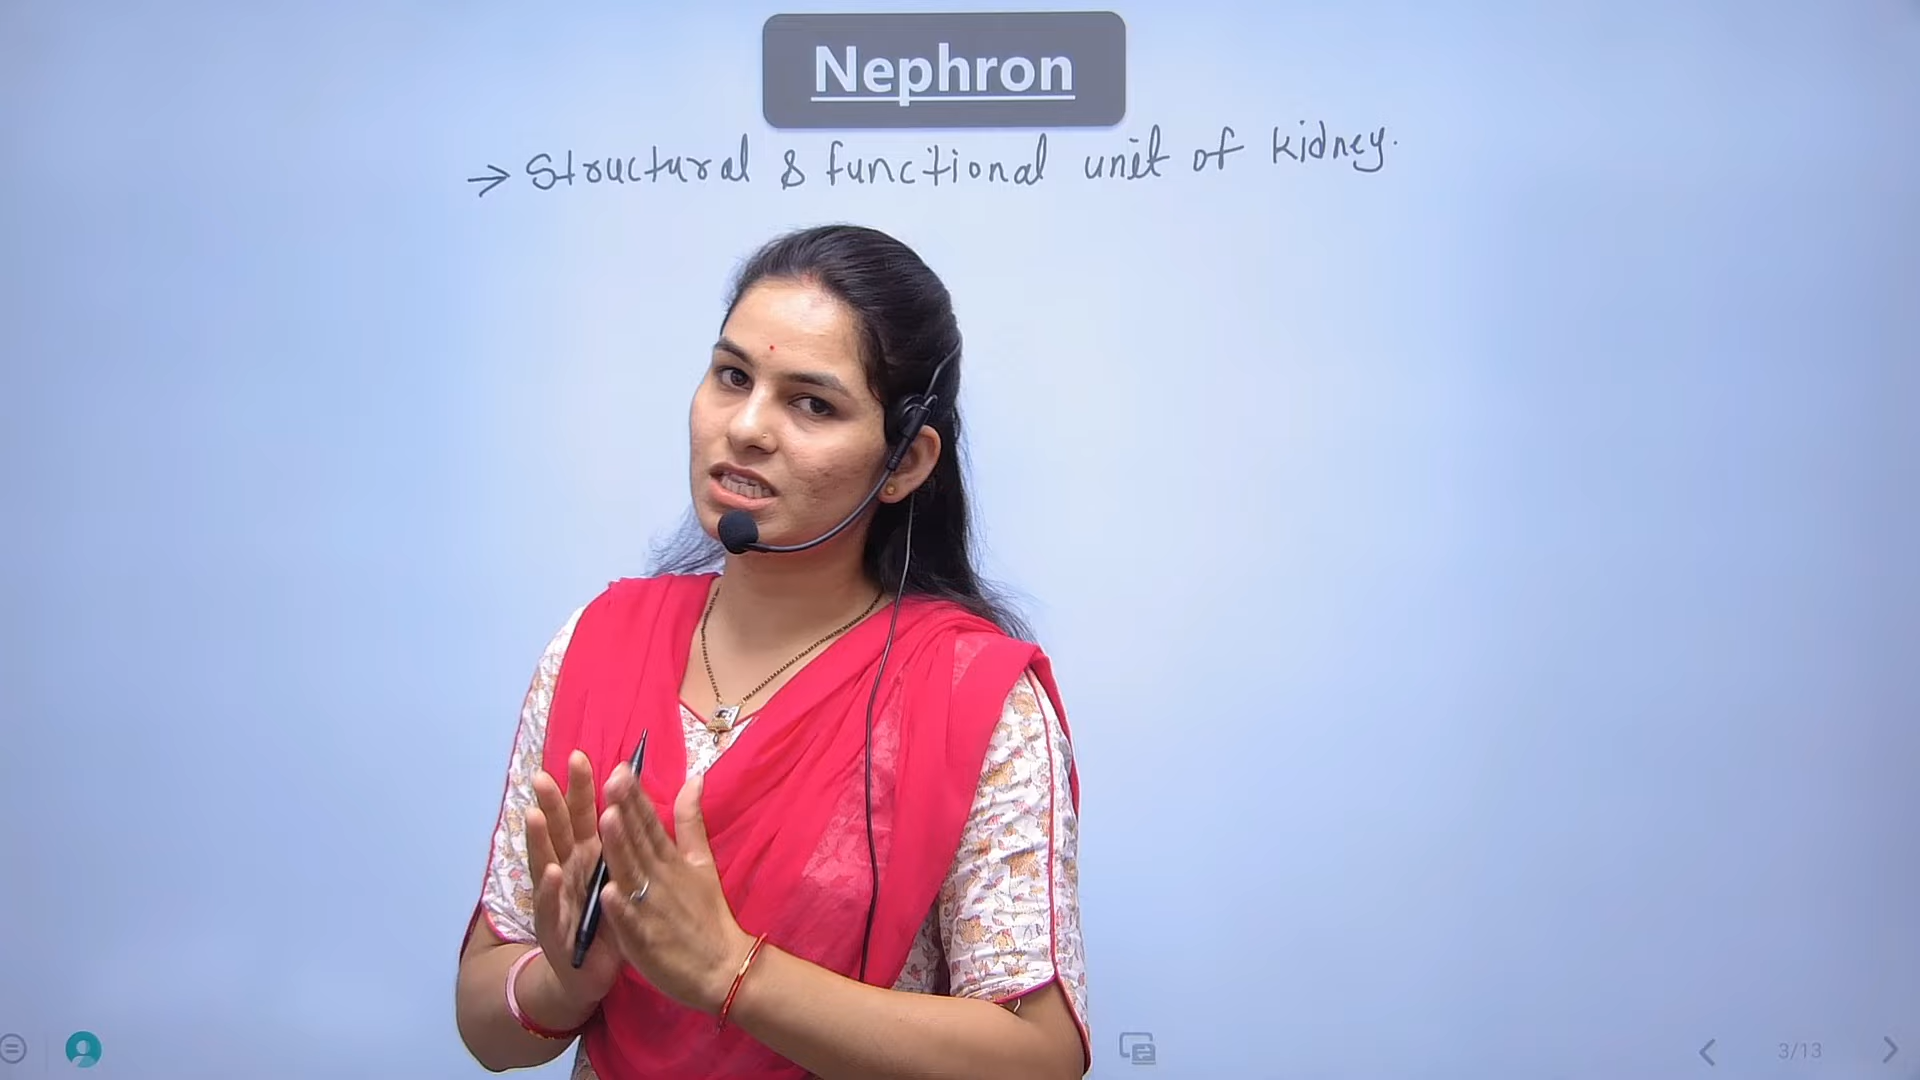 Nephron
→ Structural & functional unit of kidney.
3/13